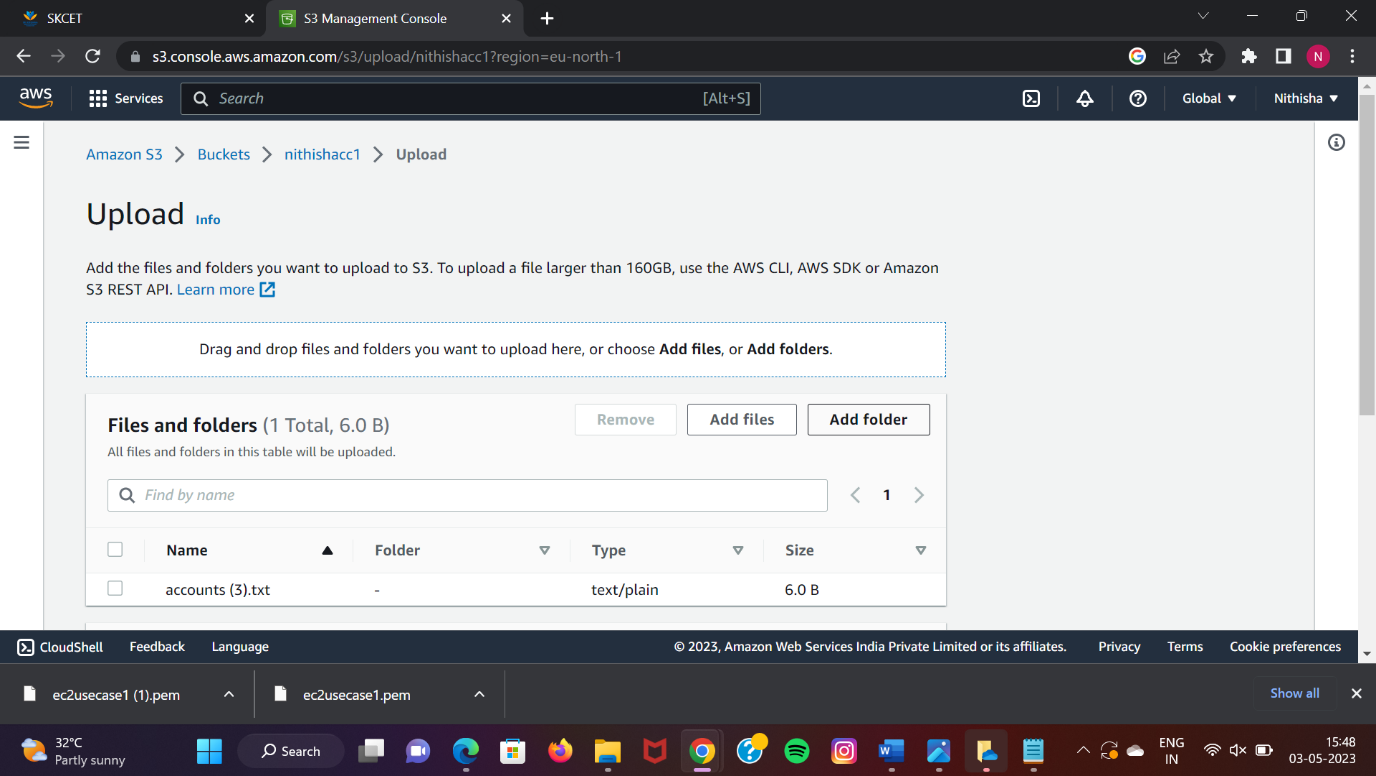 SKCET
S3 Management Console
s3.console.aws.amazon.com/s3/upload/nithishacc1?region=eu-north-1
N
aws
Services
Search
[Alt+S]
Global
Nithisha
Amazon S3
Buckets
nithishacc1
Upload
Upload
Info
Add the files and folders you want to upload to S3. To upload a file larger than 160GB, use the AWS CLI, AWS SDK or Amazon
S3 REST API. Learn more
Drag and drop files and folders you want to upload here, or choose Add files, or Add folders.
Files and folders (1 Total, 6.0 B)
Remove
Add files
Add folder
All files and folders in this table will be uploaded.
Find by name
1
Name
Folder
Type
Size
accounts (3).txt
-
text/plain
6.0 B
CloudShell
Feedback
Language
© 2023, Amazon Web Services India Private Limited or its affiliates.
Privacy
Terms
Cookie preferences
ec2usecase1 (1).pem
ec2usecase1.pem
Show all
32°C
Partly sunny
Search
ENG
IN
15:48
03-05-2023